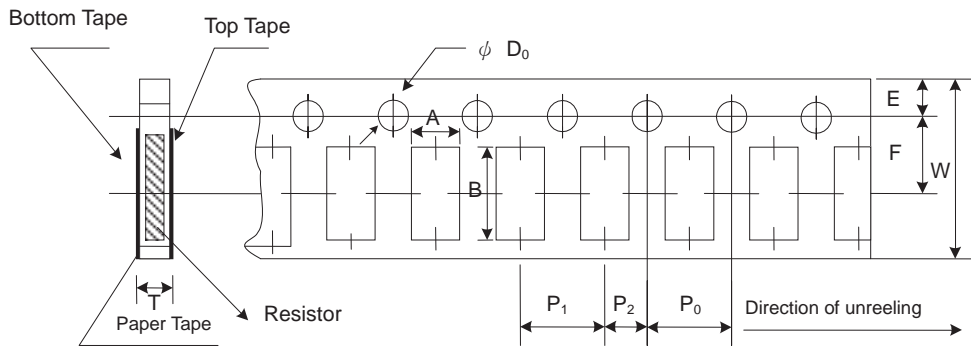 Bottom Tape
Top Tape
ψ D₀
A
E
F
W
B
T
Paper Tape
Resistor
P₁
P₂
P₀
Direction of unreeling